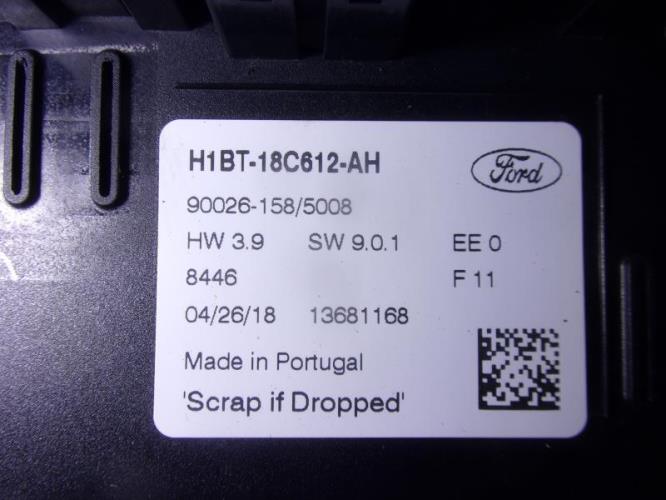 H1BT-18C612-AH
Ford
90026-158/5008
HW 3.9 SW 9.0.1 EE 0
8446 F 11
04/26/18 13681168
Made in Portugal
'Scrap if Dropped'